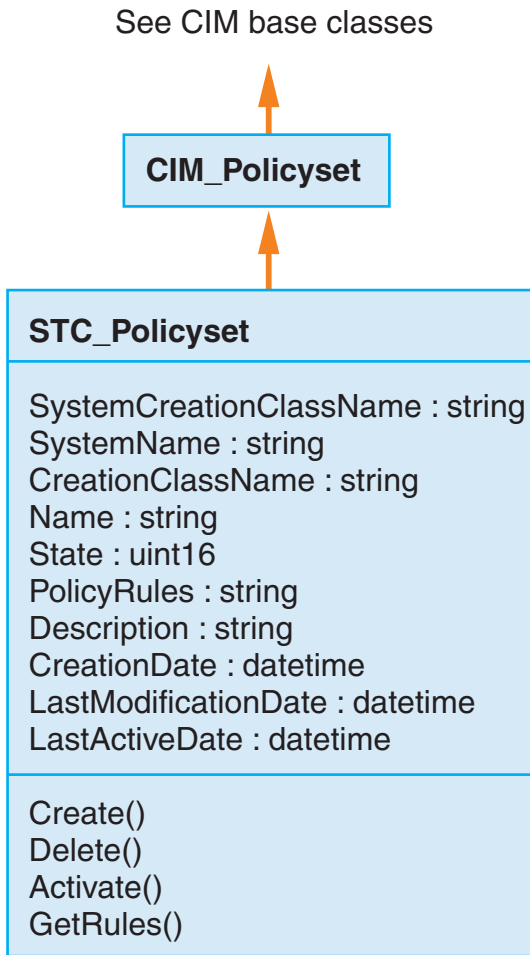 See CIM base classes
CIM_Policyset
STC_Policyset
SystemCreationClassName : string
SystemName : string
CreationClassName : string
Name : string
State : uint16
PolicyRules : string
Description : string
CreationDate : datetime
LastModificationDate : datetime
LastActiveDate : datetime
Create()
Delete()
Activate()
GetRules()